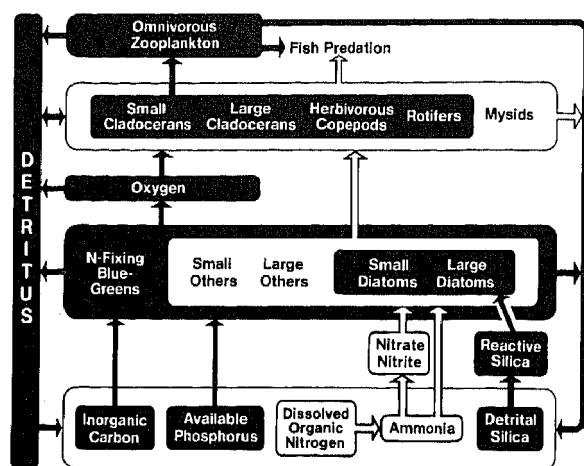 Omnivorous
Zooplankton
Fish Predation
Small
Cladocerans
Large
Cladocerans
Herbivorous
Copepods
Rotifers
Mysids
DETRITUS
Oxygen
N-Fixing
Blue-
Greens
Small
Others
Large
Others
Small
Diatoms
Large
Diatoms
Nitrate
Nitrite
Reactive
Silica
Inorganic
Carbon
Available
Phosphorus
Dissolved
Organic
Nitrogen
Ammonia
Detrital
Silica